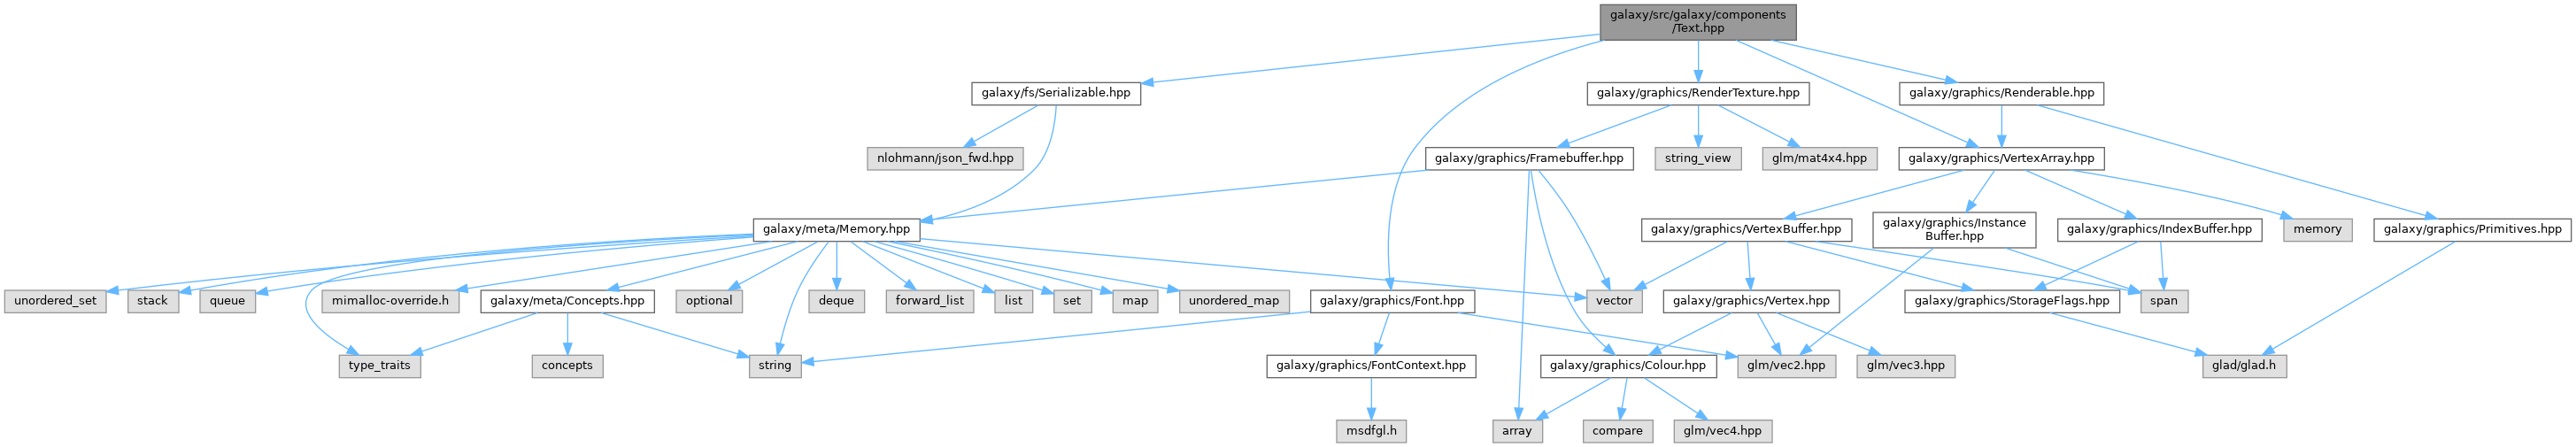 galaxy/src/galaxy/components
/Text.hpp
galaxy/fs/Serializable.hpp
galaxy/graphics/RenderTexture.hpp
galaxy/graphics/Renderable.hpp
nlohmann/json_fwd.hpp
galaxy/graphics/Framebuffer.hpp
string_view
glm/mat4x4.hpp
galaxy/graphics/VertexArray.hpp
galaxy/meta/Memory.hpp
galaxy/graphics/VertexBuffer.hpp
galaxy/graphics/Instance
Buffer.hpp
galaxy/graphics/IndexBuffer.hpp
memory
galaxy/graphics/Primitives.hpp
unordered_set
stack
queue
mimalloc-override.h
galaxy/meta/Concepts.hpp
optional
deque
forward_list
list
set
map
unordered_map
galaxy/graphics/Font.hpp
vector
galaxy/graphics/Vertex.hpp
galaxy/graphics/StorageFlags.hpp
span
type_traits
concepts
string
galaxy/graphics/FontContext.hpp
galaxy/graphics/Colour.hpp
glm/vec2.hpp
glm/vec3.hpp
glad/glad.h
msdfgl.h
array
compare
glm/vec4.hpp